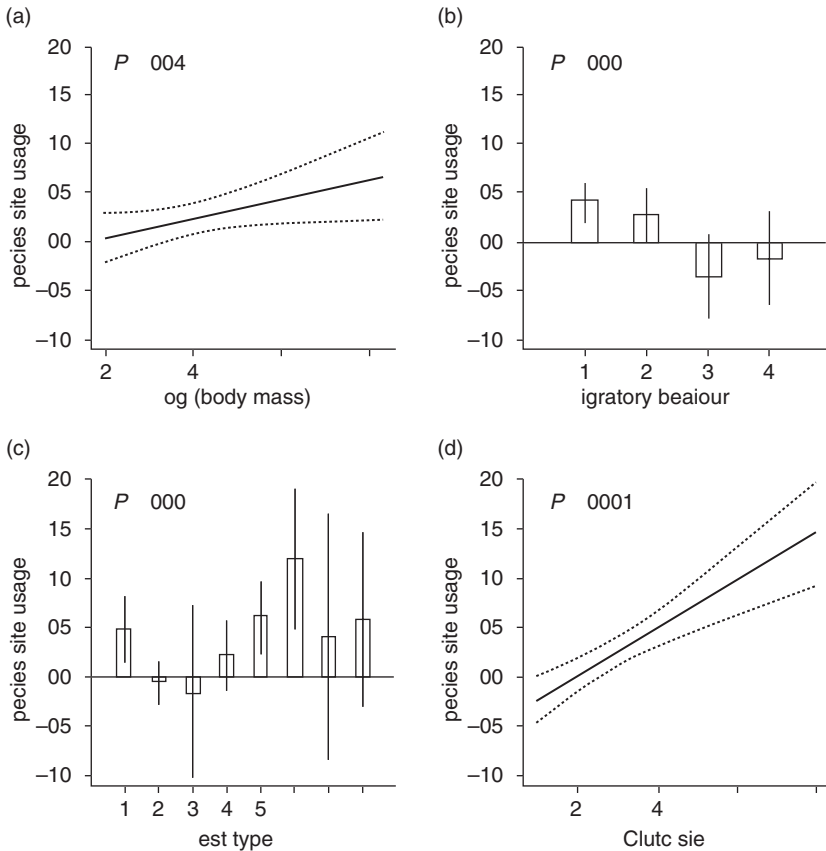 (a)
P 004
20
15
10
05
00
−05
−10
pecies site usage
2 4
og (body mass)
(b)
P 000
20
15
10
05
00
−05
−10
pecies site usage
1 2 3 4
igratory beaiour
(c)
P 000
20
15
10
05
00
−05
−10
pecies site usage
1 2 3 4 5
est type
(d)
P 0001
20
15
10
05
00
−05
−10
pecies site usage
2 4
Clutc sie